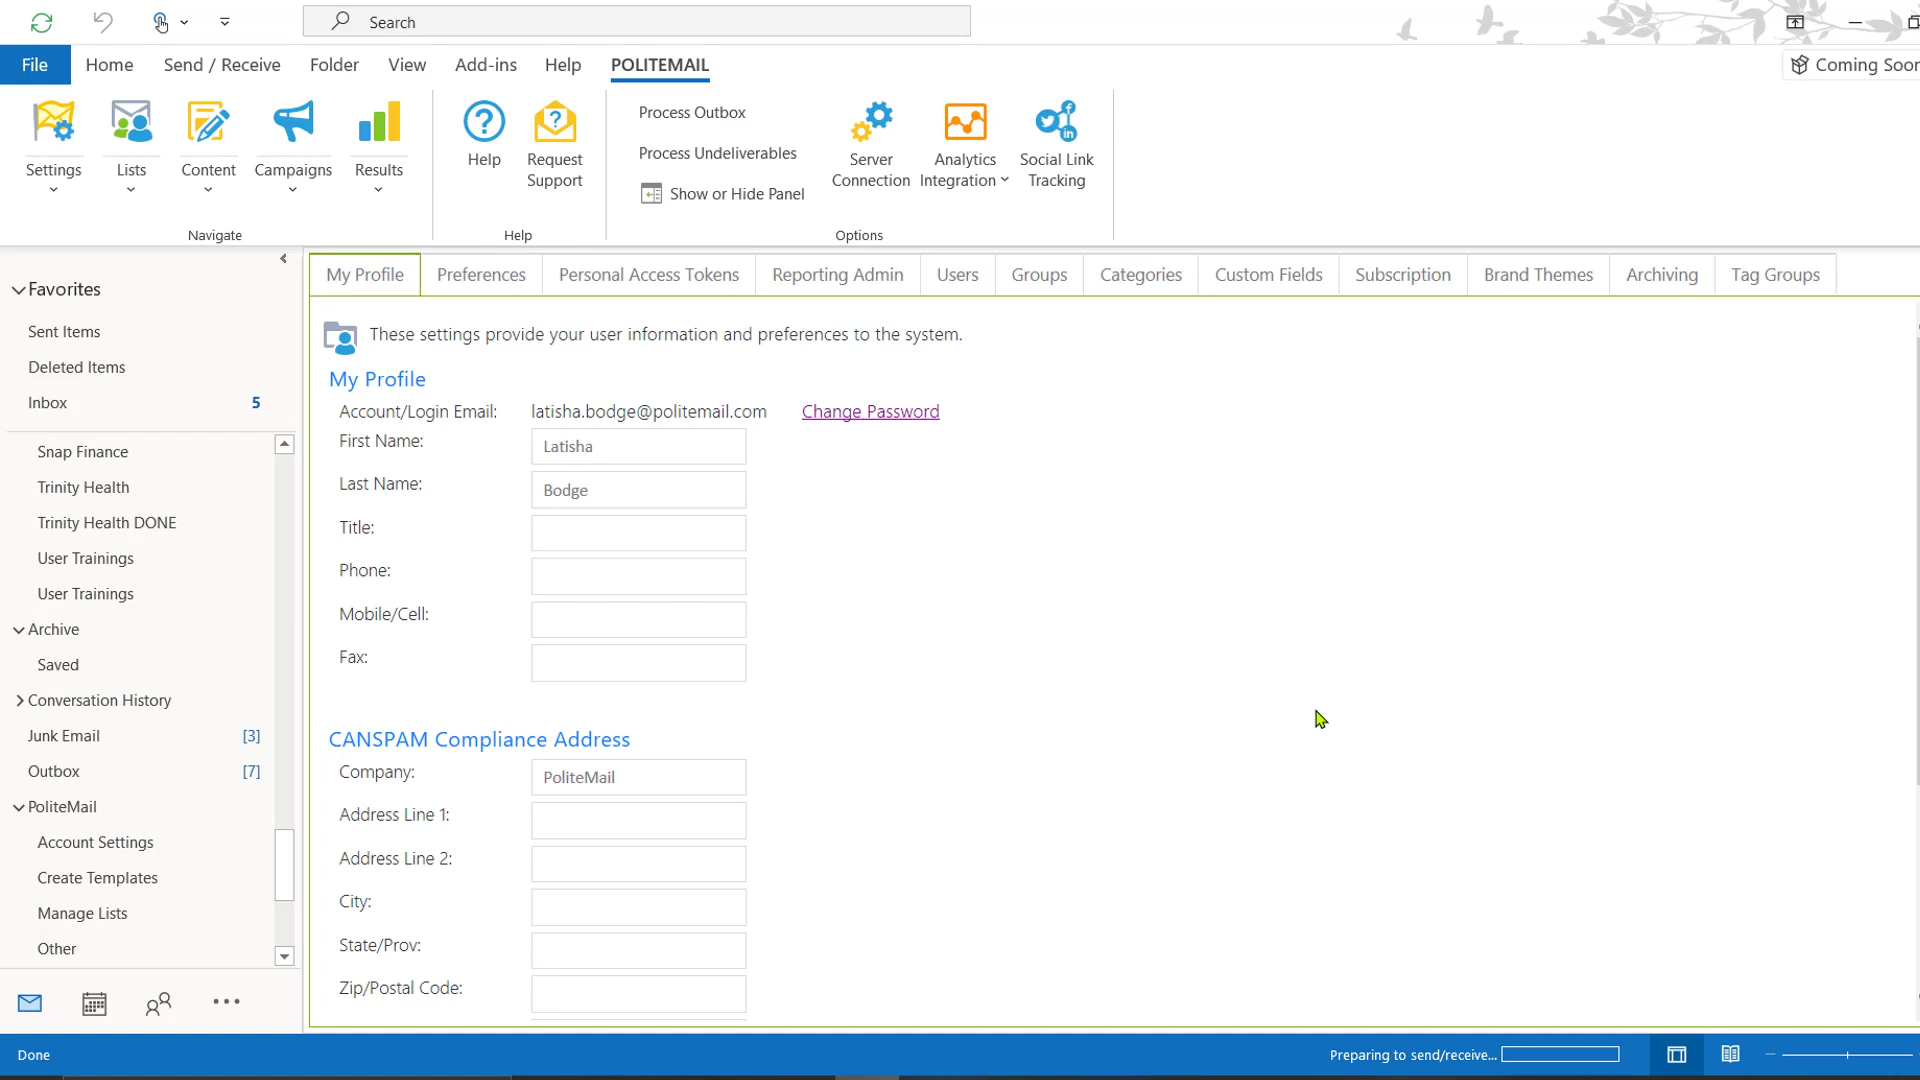 Search
File Home Send / Receive Folder View Add-ins Help POLITEMAIL
Coming Soon
Settings Lists Content Campaigns Results
Navigate
Help Request Support
Help
Process Outbox
Process Undeliverables
Show or Hide Panel
Server Connection
Analytics Integration
Social Link Tracking
Options
Favorites
Sent Items
Deleted Items
Inbox 5
Snap Finance
Trinity Health
Trinity Health DONE
User Trainings
User Trainings
Archive
Saved
Conversation History
Junk Email [3]
Outbox [7]
PoliteMail
Account Settings
Create Templates
Manage Lists
Other
My Profile Preferences Personal Access Tokens Reporting Admin Users Groups Categories Custom Fields Subscription Brand Themes Archiving Tag Groups
These settings provide your user information and preferences to the system.
My Profile
Account/Login Email: latisha.bodge@politemail.com Change Password
First Name: Latisha
Last Name: Bodge
Title:
Phone:
Mobile/Cell:
Fax:
CANSPAM Compliance Address
Company: PoliteMail
Address Line 1:
Address Line 2:
City:
State/Prov:
Zip/Postal Code:
Done
Preparing to send/receive...